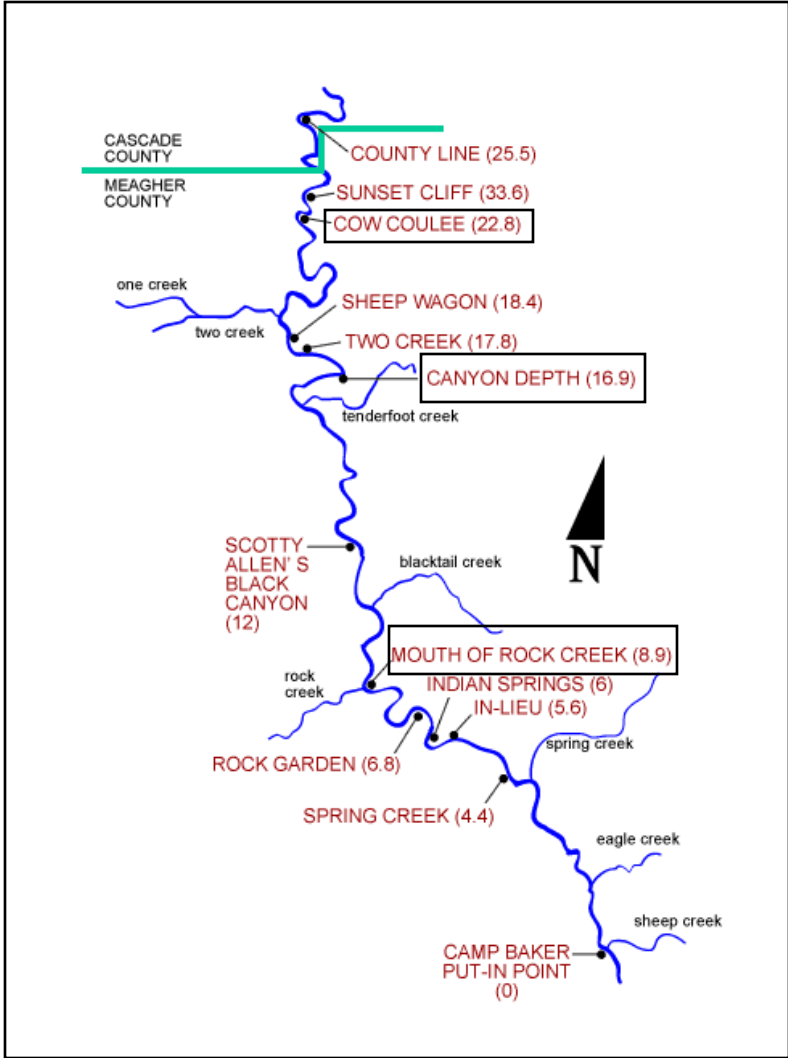 CASCADE
COUNTY
MEAGHER
COUNTY
COUNTY LINE (25.5)
SUNSET CLIFF (33.6)
COW COULEE (22.8)
one creek
two creek
SHEEP WAGON (18.4)
TWO CREEK (17.8)
CANYON DEPTH (16.9)
tenderfoot creek
SCOTTY
ALLEN' S
BLACK
CANYON
(12)
N
blacktail creek
MOUTH OF ROCK CREEK (8.9)
rock
creek
INDIAN SPRINGS (6)
IN-LIEU (5.6)
spring creek
ROCK GARDEN (6.8)
SPRING CREEK (4.4)
eagle creek
sheep creek
CAMP BAKER
PUT-IN POINT
(0)